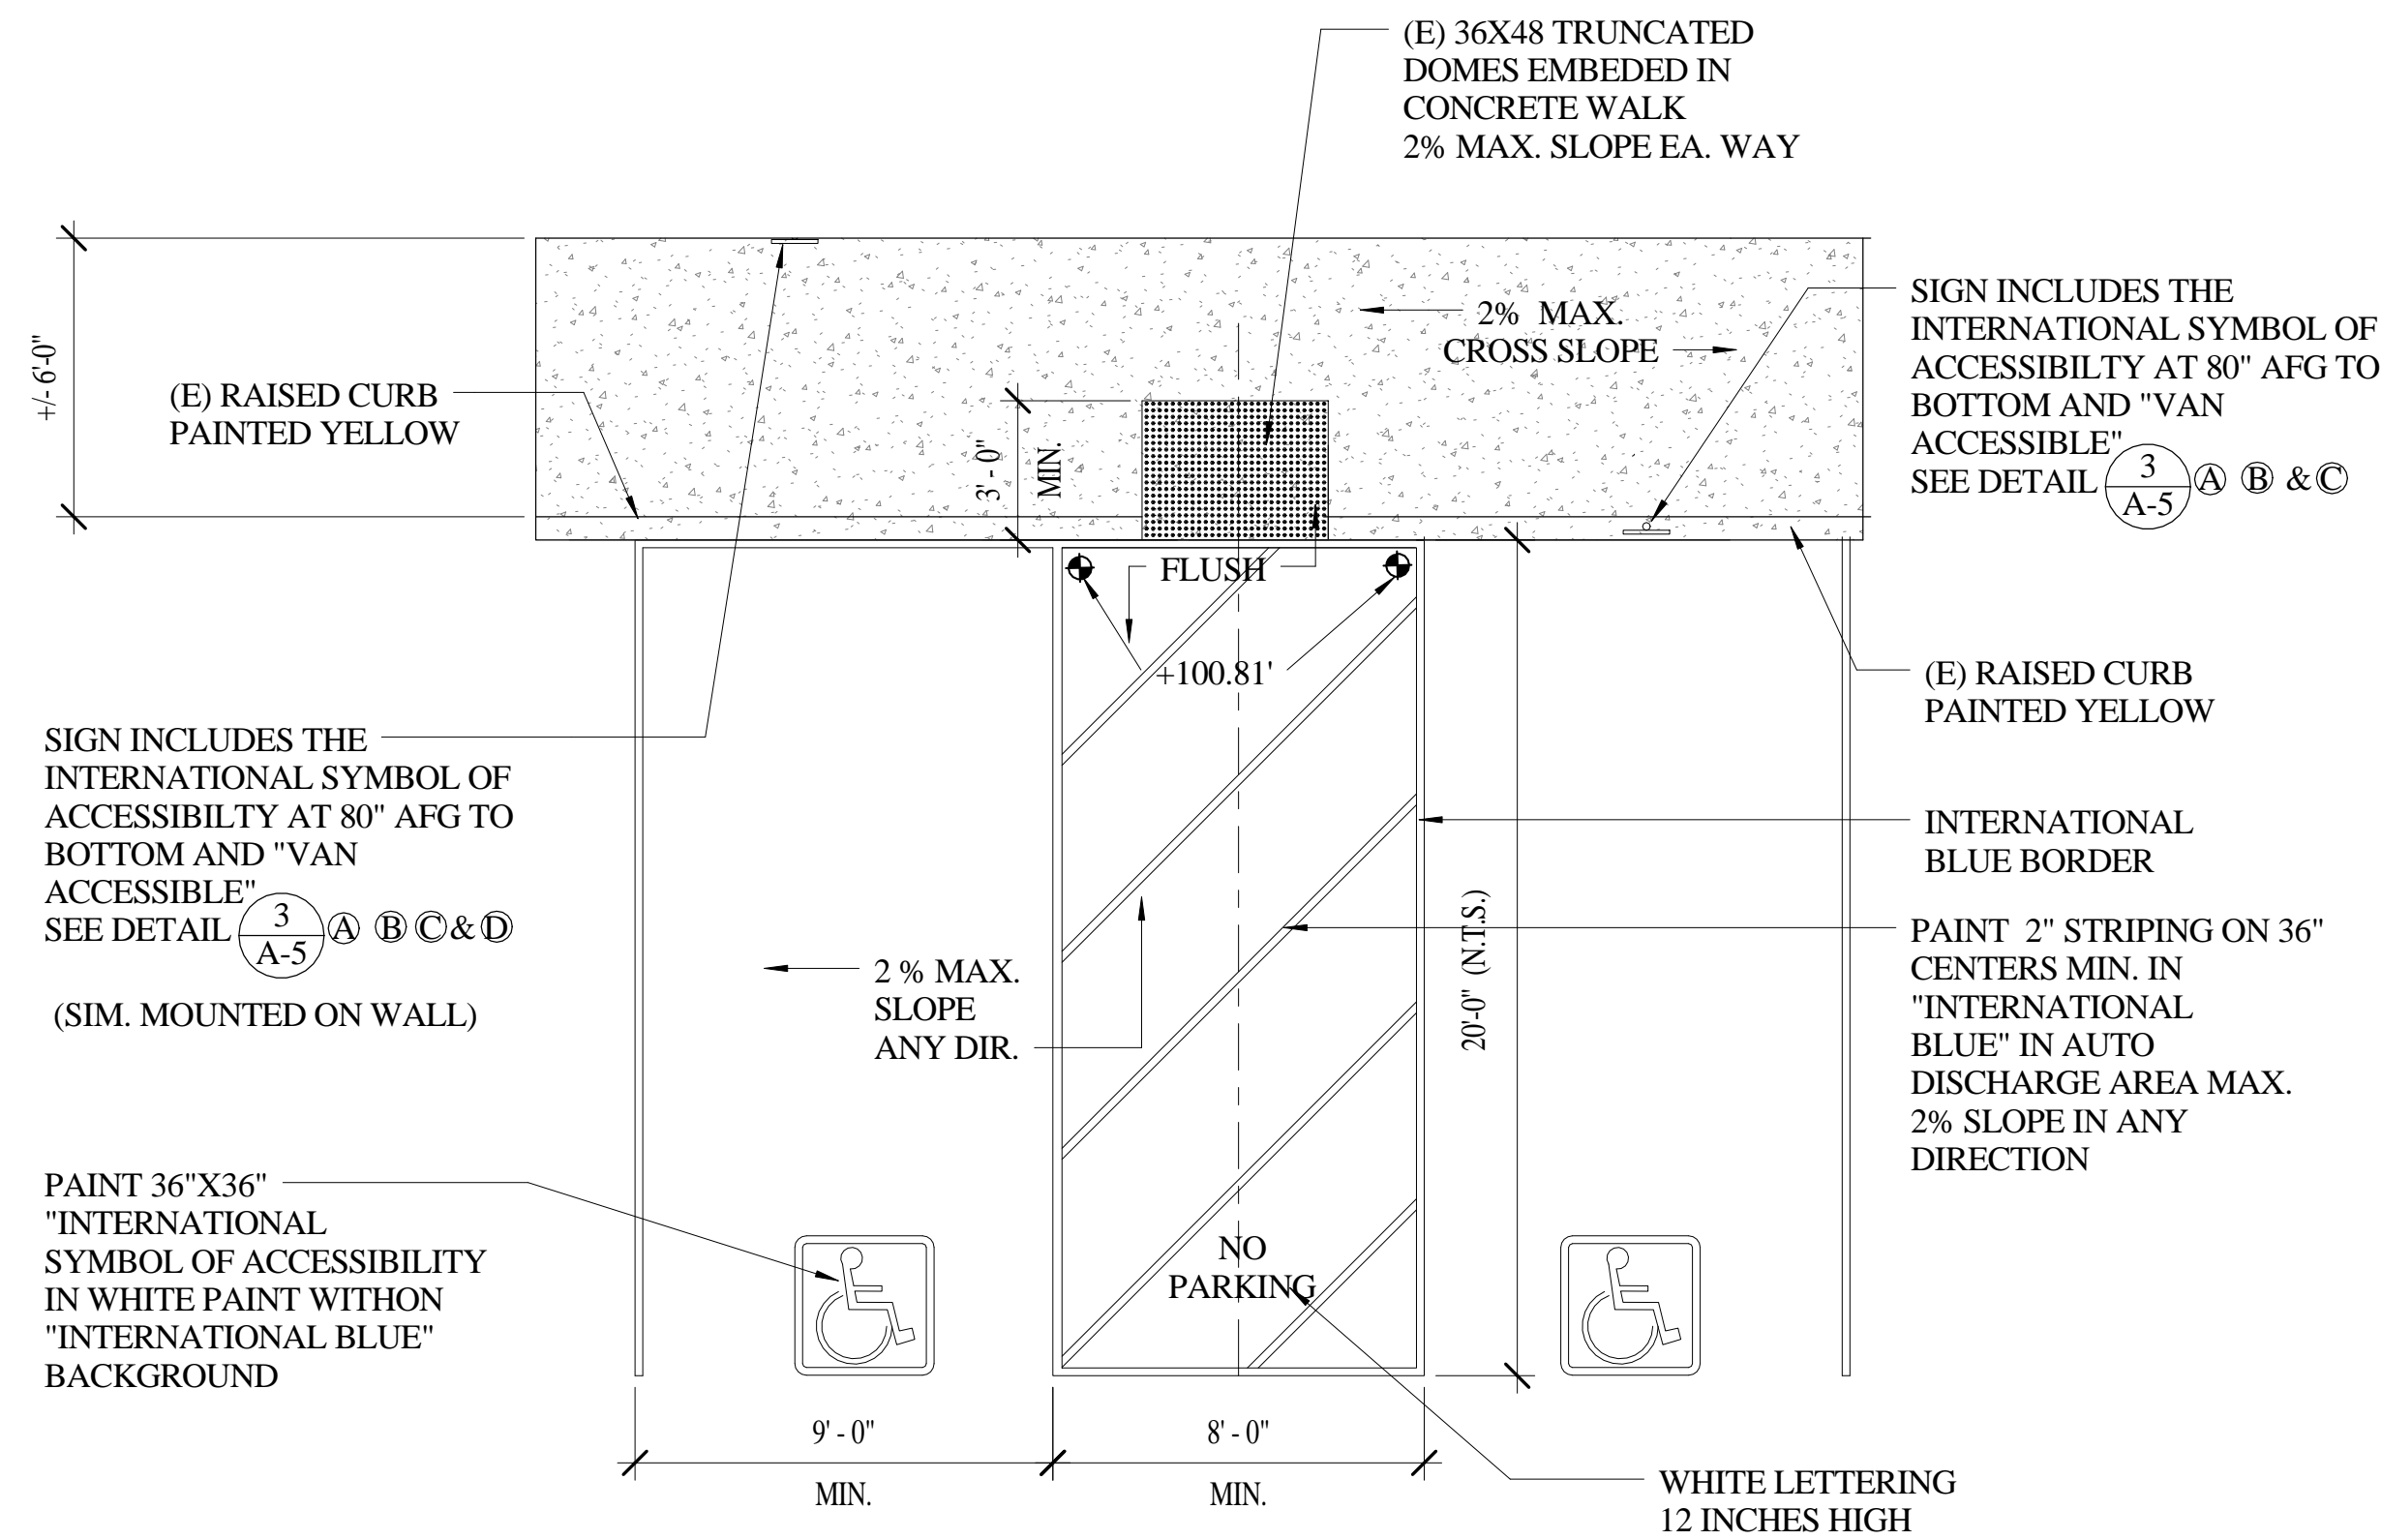 (E) 36X48 TRUNCATED
DOMES EMBEDED IN
CONCRETE WALK
2% MAX. SLOPE EA. WAY
+/- 6'-0"
(E) RAISED CURB
PAINTED YELLOW
3' - 0"
MIN.
2% MAX.
CROSS SLOPE
SIGN INCLUDES THE
INTERNATIONAL SYMBOL OF
ACCESSIBILTY AT 80" AFG TO
BOTTOM AND "VAN
ACCESSIBLE"
SEE DETAIL 3 A-5 A B & C
FLUSH
+100.81'
(E) RAISED CURB
PAINTED YELLOW
SIGN INCLUDES THE
INTERNATIONAL SYMBOL OF
ACCESSIBILTY AT 80" AFG TO
BOTTOM AND "VAN
ACCESSIBLE"
SEE DETAIL 3 A-5 A B C & D
(SIM. MOUNTED ON WALL)
INTERNATIONAL
BLUE BORDER
2 % MAX.
SLOPE
ANY DIR.
20'-0" (N.T.S.)
PAINT 2" STRIPING ON 36"
CENTERS MIN. IN
"INTERNATIONAL
BLUE" IN AUTO
DISCHARGE AREA MAX.
2% SLOPE IN ANY
DIRECTION
PAINT 36"X36"
"INTERNATIONAL
SYMBOL OF ACCESSIBILITY
IN WHITE PAINT WITHON
"INTERNATIONAL BLUE"
BACKGROUND
NO
PARKING
9' - 0"
MIN.
8' - 0"
MIN.
WHITE LETTERING
12 INCHES HIGH